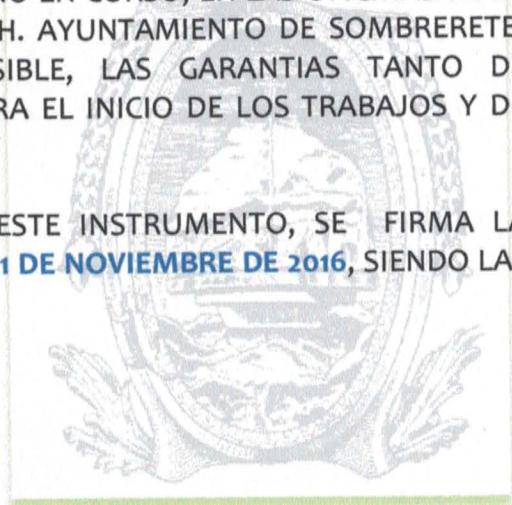 H. AYUNTAMIENTO DE SOMBRERETE
SIBLE, LAS GARANTIAS TANTO D
RA EL INICIO DE LOS TRABAJOS Y D
ESTE INSTRUMENTO, SE FIRMA LA
1 DE NOVIEMBRE DE 2016, SIENDO LA